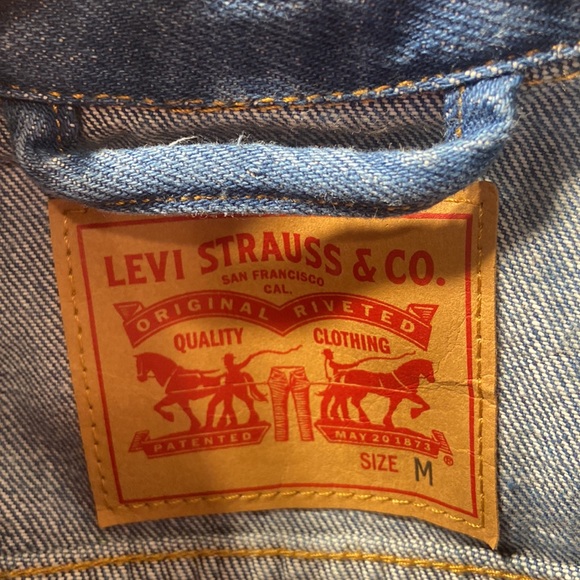 LEVI STRAUSS & CO.
SAN FRANCISCO
CAL.
ORIGINAL RIVETED
QUALITY CLOTHING
PATENTED MAY 20 1873
SIZE M ®